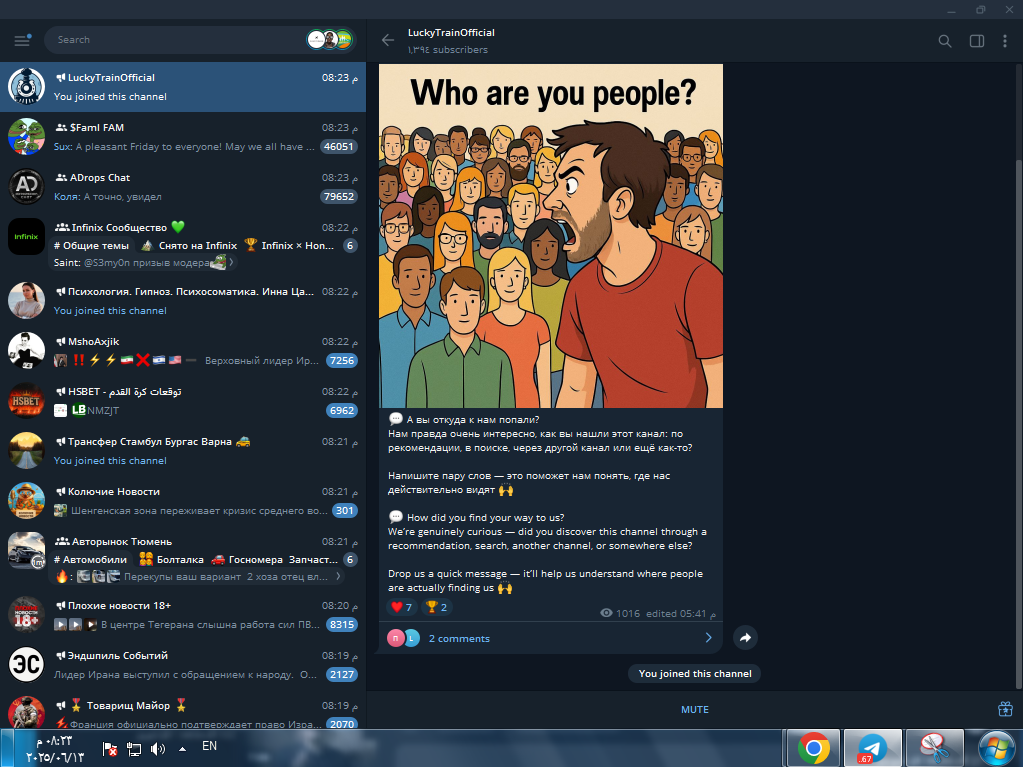 Search
LuckyTrainOfficial
08:23 م
You joined this channel
$FamI FAM
08:23 م
Sux: A pleasant Friday to everyone! May we all have ...
46051
ADrops Chat
08:23 م
Коля: А точно, увидел
79652
Infinix Сообщество 💚
08:22 م
# Общие темы Снято на Infinix 🏆 Infinix × Hon...
6
Saint: @S3my0n призыв модера
Психология. Гипноз. Психосоматика. Инна Ца...
08:22 م
You joined this channel
MshoAxjik
08:22 م
‼️⚡⚡🇮🇷❌🇮🇱🇺🇸➖ Верховный лидер Ир...
7256
HSBET - توقعات كرة القدم
08:22 م
LB NMZJT
6962
Трансфер Стамбул Бургас Варна 🚕
08:21 م
You joined this channel
Колючие Новости
08:21 م
Шенгенская зона переживает кризис среднего во...
301
Авторынок Тюмень
08:21 م
# Автомобили Болталка 🚗 Госномера Запчаст...
6
🔥: Перекупы ваш вариант 2 хоза отец вл...
Плохие новости 18+
08:20 م
В центре Тегерана слышна работа сил ПВ...
8315
Эндшпиль Событий
08:19 م
Лидер Ирана выступил с обращением к народу. О...
2127
🎖 Товарищ Майор 🎖
08:19 م
Франция официально подтверждает право Изра...
2070
LuckyTrainOfficial
١,٣٩٤ subscribers
Who are you people?
💬 А вы откуда к нам попали?
Нам правда очень интересно, как вы нашли этот канал: по
рекомендации, в поиске, через другой канал или ещё как-то?
Напишите пару слов — это поможет нам понять, где нас
действительно видят 🙌
💬 How did you find your way to us?
We're genuinely curious — did you discover this channel through a
recommendation, search, another channel, or somewhere else?
Drop us a quick message — it'll help us understand where people
are actually finding us 🙌
❤️ 7 🏆 2
1016 edited 05:41 م
2 comments
You joined this channel
MUTE
٠٨:٢٣ م
٢٠٢٥/٠٦/١٣
EN
.67